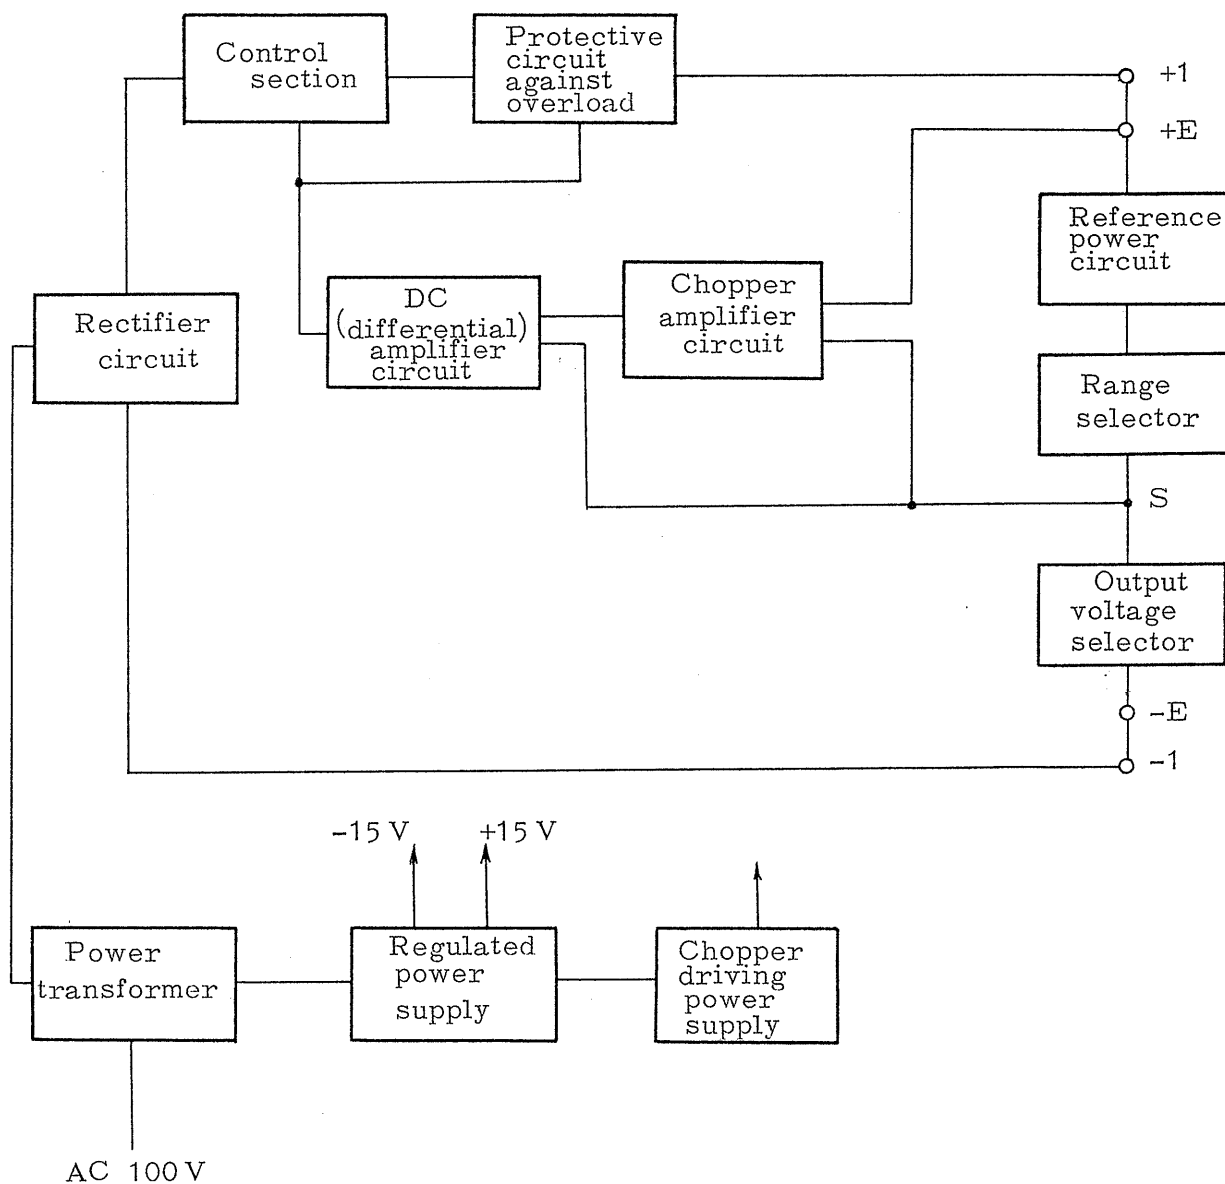 Control
section
Protective
circuit
against
overload
+1
+E
Reference
power
circuit
Rectifier
circuit
DC
(differential)
amplifier
circuit
Chopper
amplifier
circuit
Range
selector
S
Output
voltage
selector
-E
-1
-15 V
+15 V
Power
transformer
Regulated
power
supply
Chopper
driving
power
supply
AC 100 V